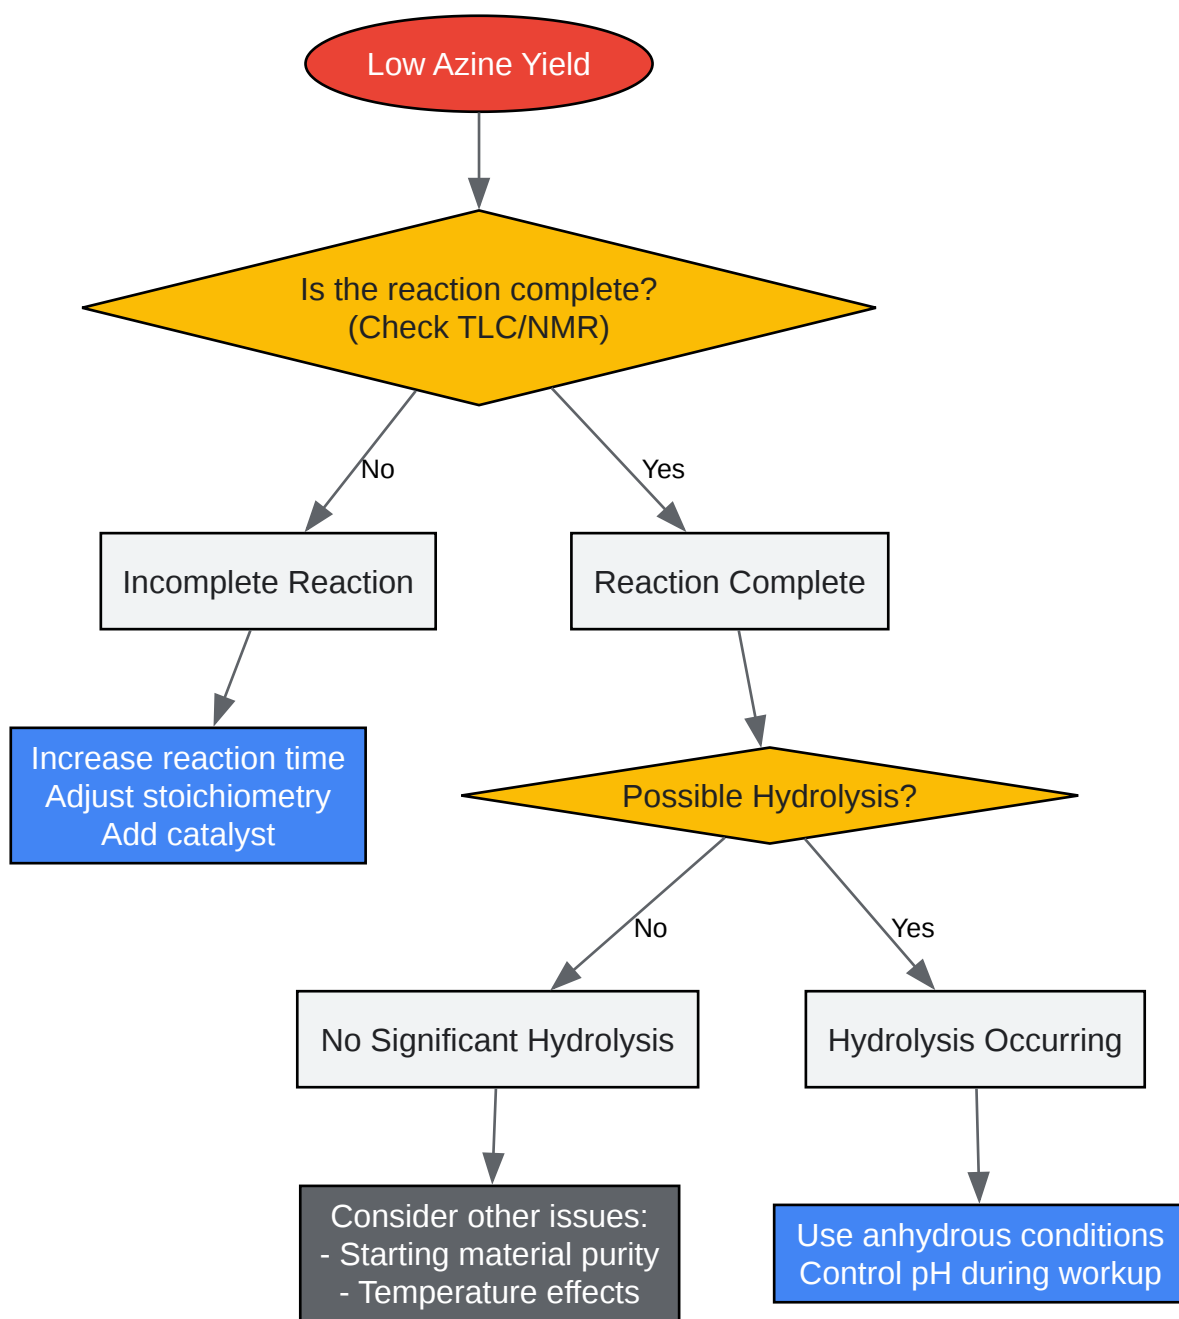 Low Azine Yield
Is the reaction complete?
(Check TLC/NMR)
No
Yes
Incomplete Reaction
Reaction Complete
Increase reaction time
Adjust stoichiometry
Add catalyst
Possible Hydrolysis?
No
Yes
No Significant Hydrolysis
Hydrolysis Occurring
Consider other issues:
- Starting material purity
- Temperature effects
Use anhydrous conditions
Control pH during workup